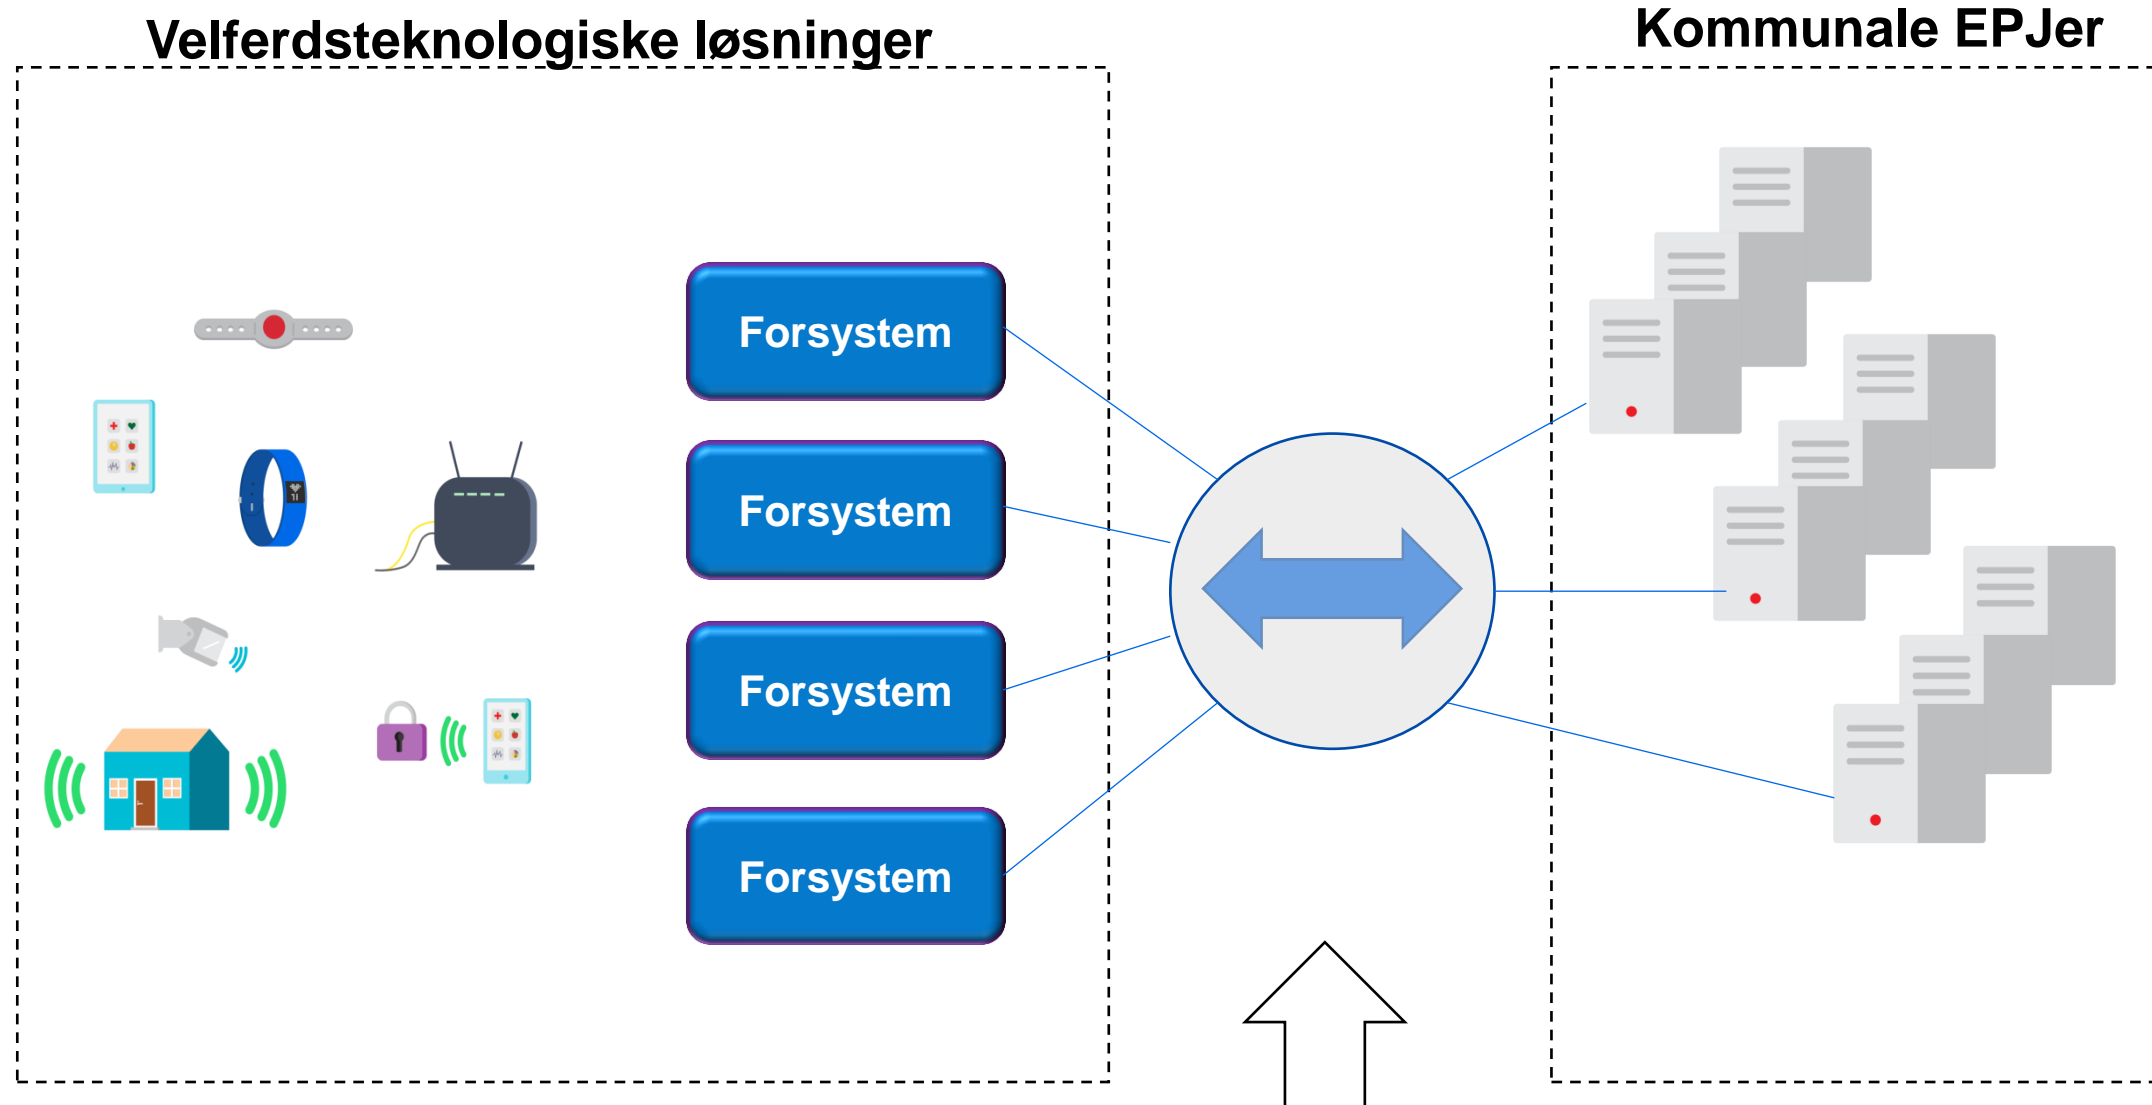 Velferdsteknologiske løsninger
Kommunale EPJer
Forsystem
Forsystem
Forsystem
Forsystem